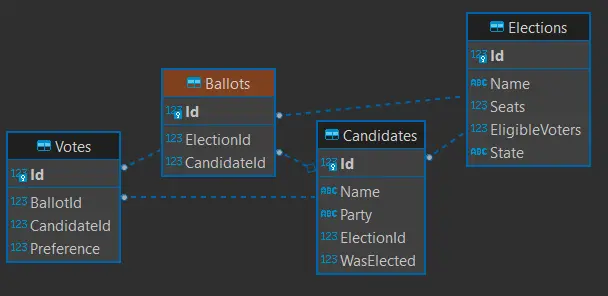 Elections
123 Id
ABC Name
123 Seats
123 EligibleVoters
ABC State
Ballots
123 Id
123 ElectionId
123 CandidateId
Candidates
123 Id
ABC Name
ABC Party
123 ElectionId
123 WasElected
Votes
123 Id
123 BallotId
123 CandidateId
123 Preference